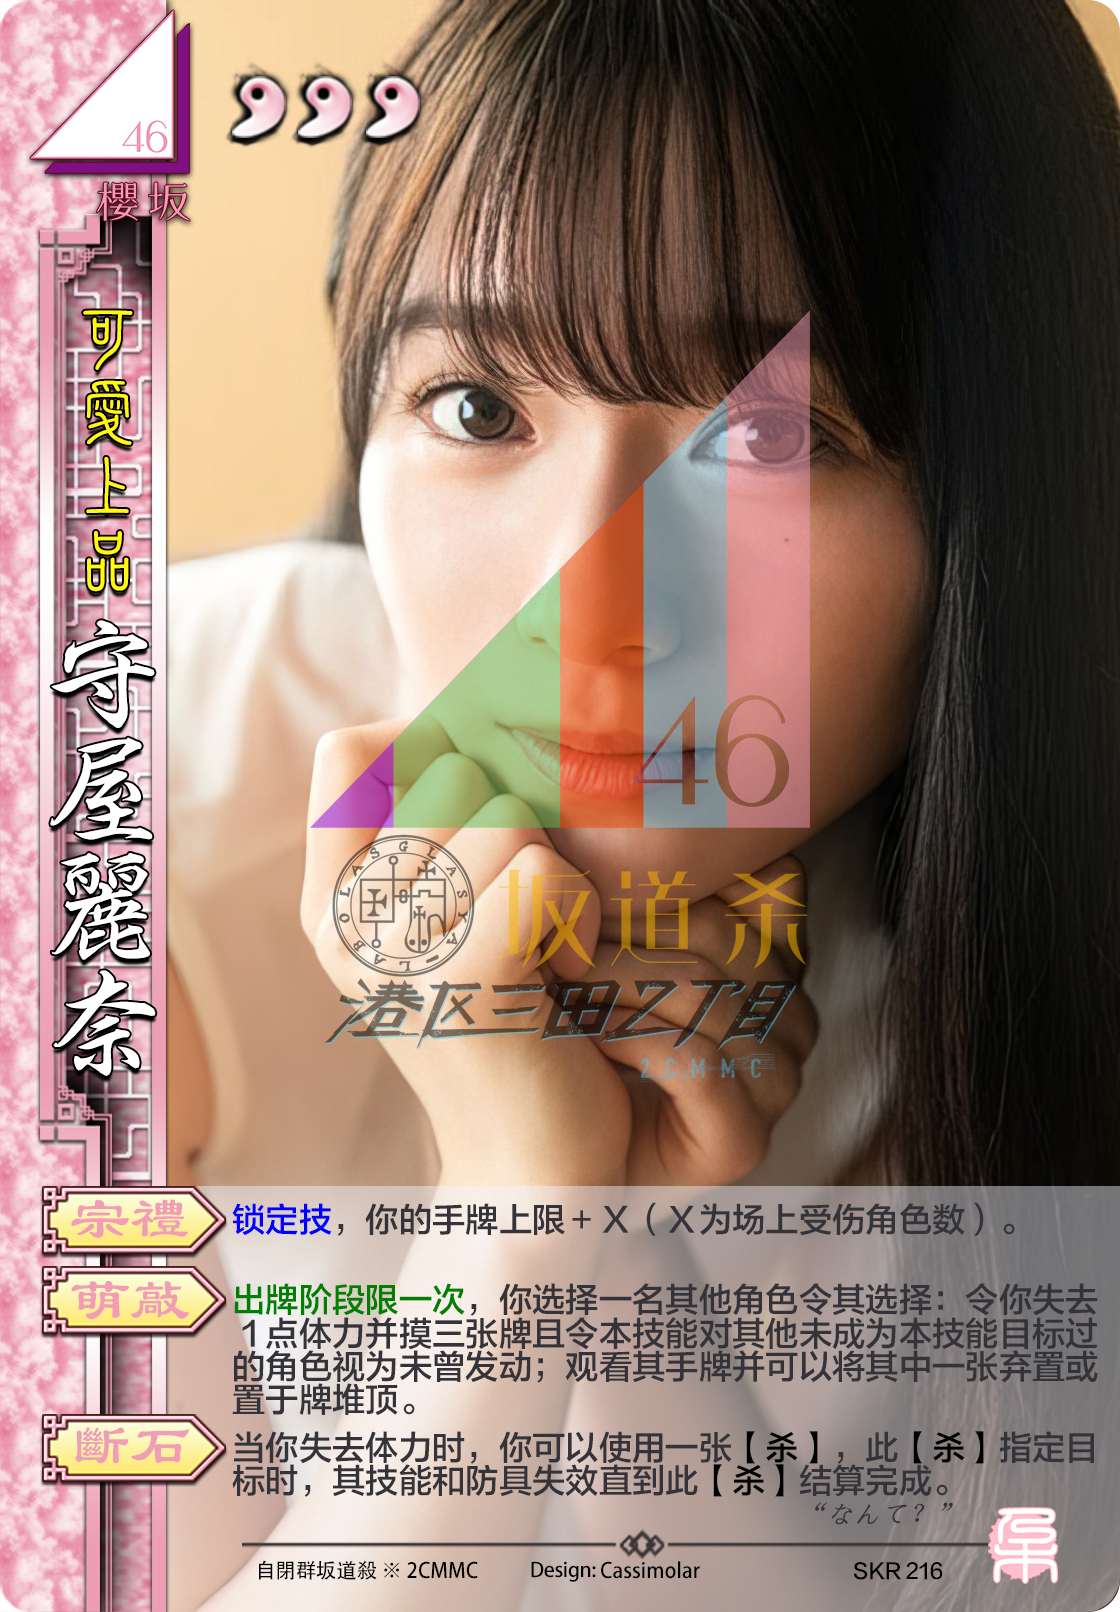 46
櫻坂
可愛上品
守屋麗奈
46
GLASYA-LABOLAS
坂道杀
港区三田2丁目
2CMMC
宗禮
锁定技，你的手牌上限＋Ｘ（Ｘ为场上受伤角色数）。
萌敲
出牌阶段限一次，你选择一名其他角色令其选择：令你失去
１点体力并摸三张牌且令本技能对其他未成为本技能目标过
的角色视为未曾发动；观看其手牌并可以将其中一张弃置或
置于牌堆顶。
斷石
当你失去体力时，你可以使用一张【杀】，此【杀】指定目
标时，其技能和防具失效直到此【杀】结算完成。
“なんて？”
自閉群坂道殺 ※ 2CMMC
Design: Cassimolar
SKR 216